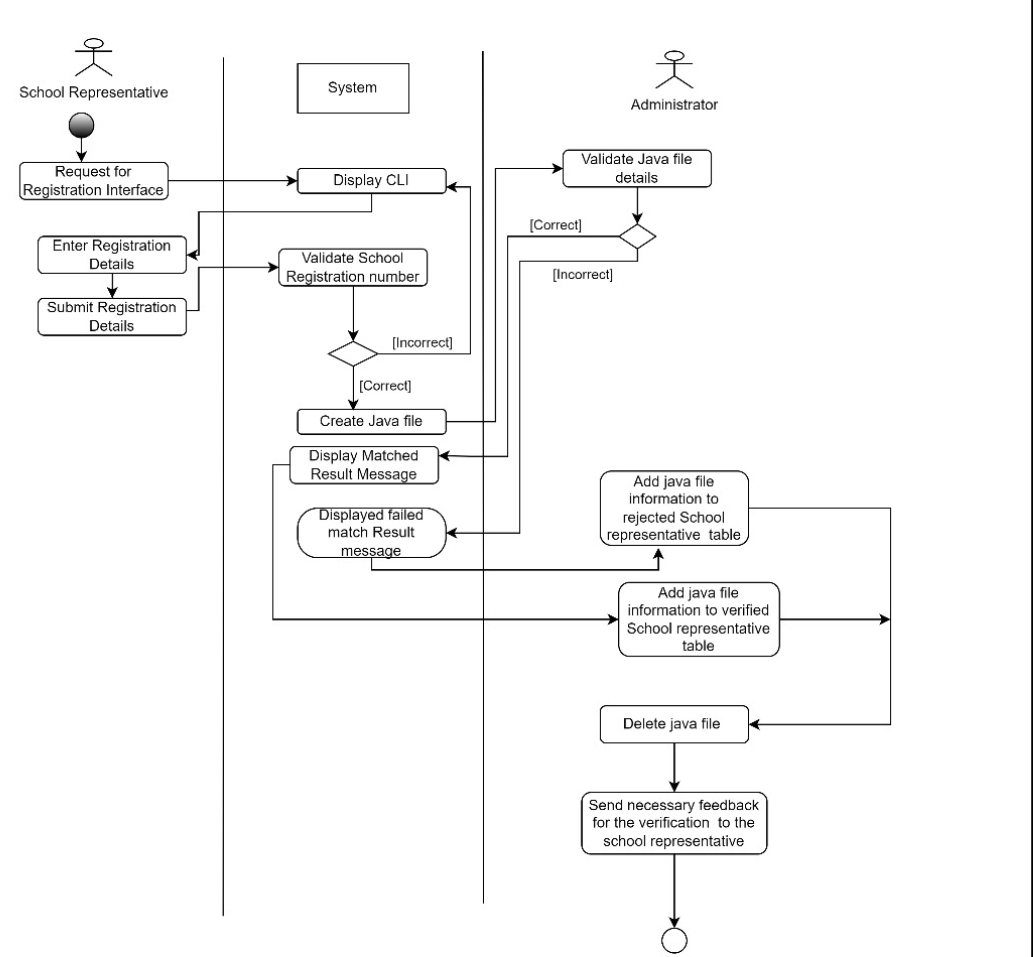 School Representative
System
Administrator
Request for
Registration Interface
Display CLI
Validate Java file
details
Enter Registration
Details
Validate School
Registration number
[Correct]
[Incorrect]
Submit Registration
Details
[Incorrect]
[Correct]
Create Java file
Display Matched
Result Message
Displayed failed
match Result
message
Add java file
information to
rejected School
representative table
Add java file
information to verified
School representative
table
Delete java file
Send necessary feedback
for the verification to the
school representative